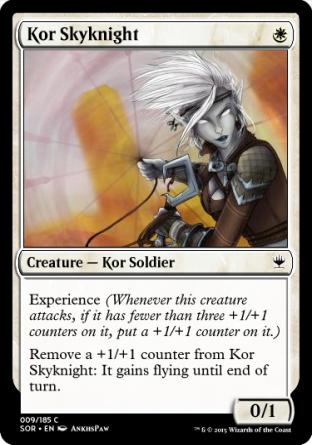 Kor Skyknight
Creature — Kor Soldier
Experience (Whenever this creature
attacks, if it has fewer than three +1/+1
counters on it, put a +1/+1 counter on it.)
Remove a +1/+1 counter from Kor
Skyknight: It gains flying until end of
turn.
0/1
009/185 C
SOR • EN AnkhsPaw
™ & © 2015 Wizards of the Coast